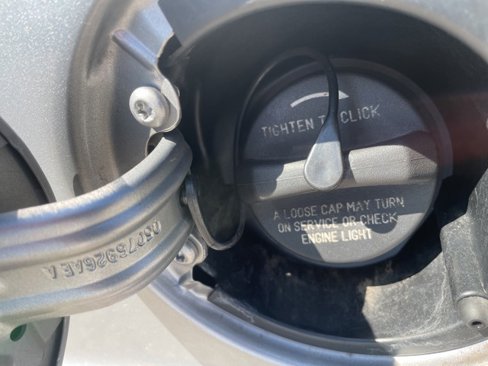 TIGHTEN T CLICK
A LOOSE CAP MAY TURN
ON SERVICE OR CHECK
ENGINE LIGHT